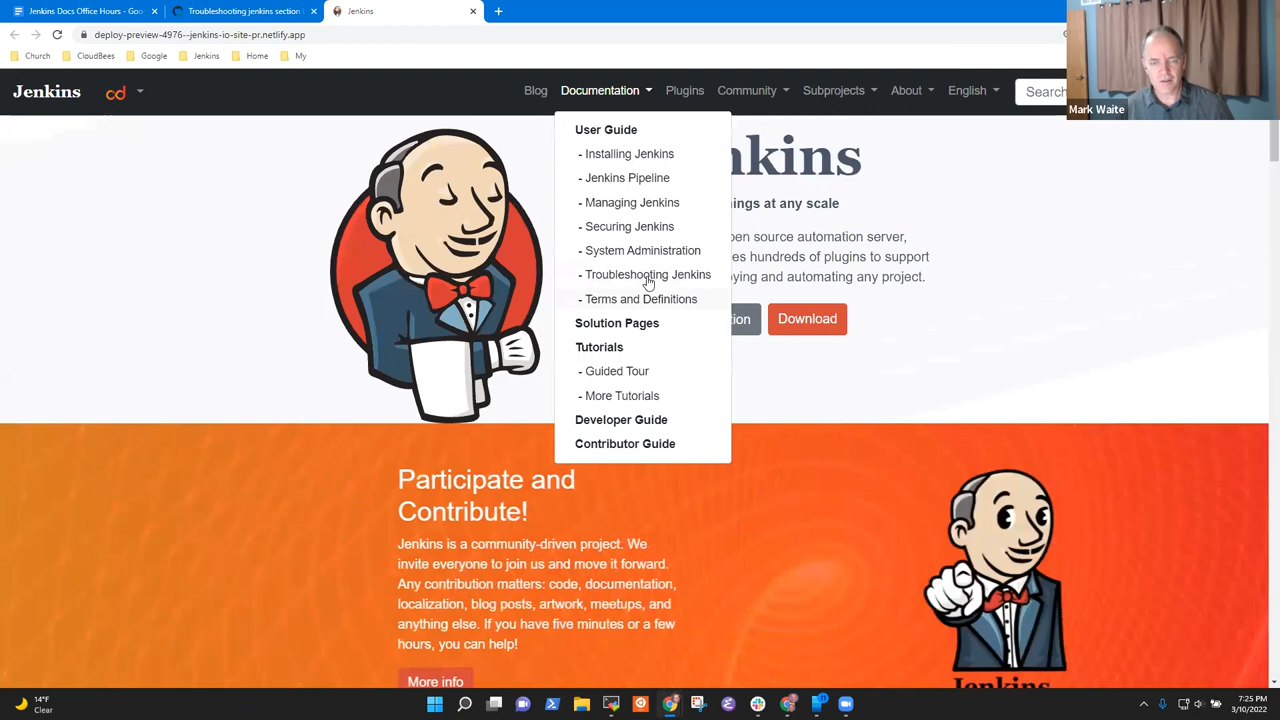 Jenkins Docs Office Hours - Goo
Troubleshooting jenkins section
Jenkins
deploy-preview-4976--jenkins-io-site-pr.netlify.app
Church
CloudBees
Google
Jenkins
Home
My
Mark Waite
Jenkins
cd
Blog
Documentation
Plugins
Community
Subprojects
About
English
Search
User Guide
- Installing Jenkins
- Jenkins Pipeline
- Managing Jenkins
- Securing Jenkins
- System Administration
- Troubleshooting Jenkins
- Terms and Definitions
Solution Pages
Tutorials
- Guided Tour
- More Tutorials
Developer Guide
Contributor Guide
nkins
ings at any scale
pen source automation server,
es hundreds of plugins to support
oying and automating any project.
tion
Download
Participate and
Contribute!
Jenkins is a community-driven project. We
invite everyone to join us and move it forward.
Any contribution matters: code, documentation,
localization, blog posts, artwork, meetups, and
anything else. If you have five minutes or a few
hours, you can help!
More info
Jenkins
14°F
Clear
7:25 PM
3/10/2022